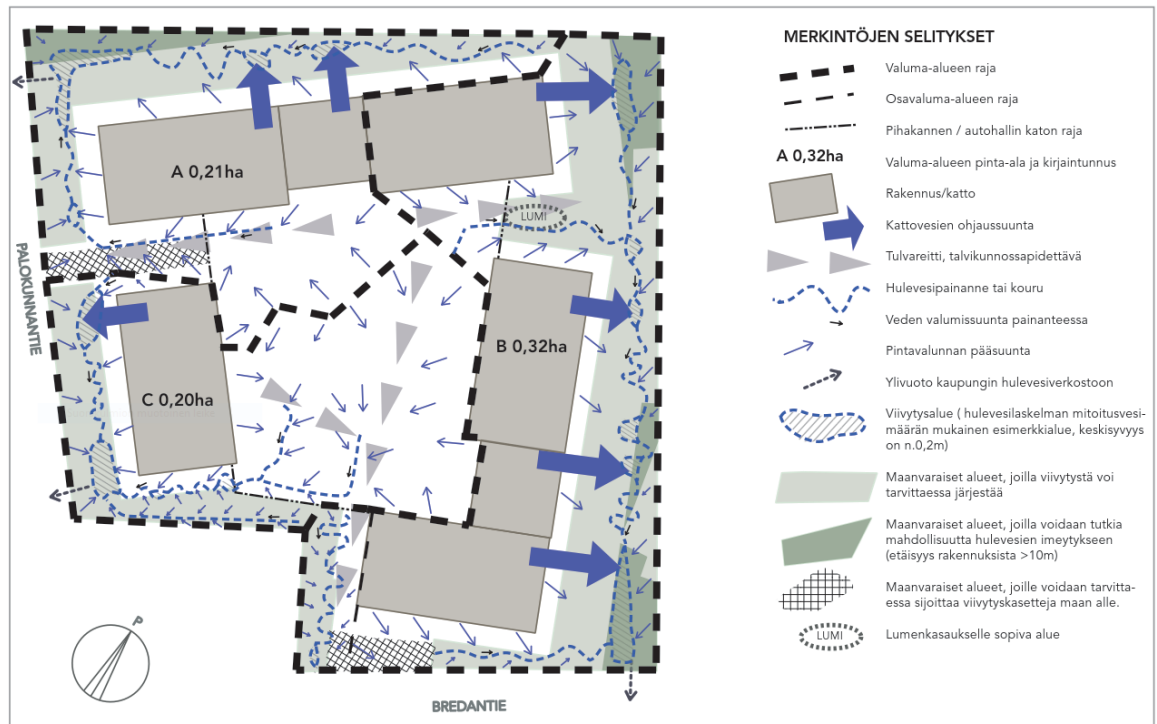 MERKINTÖJEN SELITYKSET
Valuma-alueen raja
Osavaluma-alueen raja
Pihakannen / autohallin katon raja
A 0,32ha
Valuma-alueen pinta-ala ja kirjaintunnus
Rakennus/katto
Kattovesien ohjaussuunta
Tulvareitti, talvikunnossapidettävä
Hulevesipainanne tai kouru
Veden valumissuunta painanteessa
Pintavalunnan pääsuunta
Ylivuoto kaupungin hulevesiverkostoon
Viivytysalue ( hulevesilaskelman mitoitusvesi-
määrän mukainen esimerkkialue, keskisyvyys
on n.0,2m)
Maanvaraiset alueet, joilla viivytystä voi
tarvittaessa järjestää
Maanvaraiset alueet, joilla voidaan tutkia
mahdollisuutta hulevesien imeytykseen
(etäisyys rakennuksista >10m)
Maanvaraiset alueet, joille voidaan tarvitta-
essa sijoittaa viivytyskasetteja maan alle.
LUMI
Lumenkasaukselle sopiva alue
A 0,21ha
LUMI
PALOKUNNANTIE
B 0,32ha
C 0,20ha
P
BREDANTIE